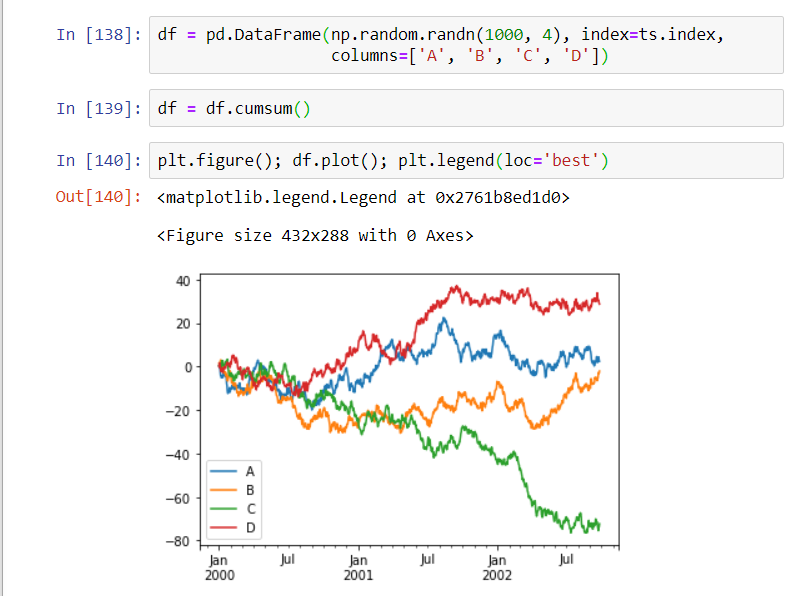 In [138]: df = pd.DataFrame(np.random.randn(1000, 4), index=ts.index,
columns=['A', 'B', 'C', 'D'])
In [139]: df = df.cumsum()
In [140]: plt.figure(); df.plot(); plt.legend(loc='best')
Out[140]: <matplotlib.legend.Legend at 0x2761b8ed1d0>
<Figure size 432x288 with 0 Axes>
40
20
0
−20
−40
−60
−80
A
B
C
D
Jan Jul Jan Jul Jan Jul
2000 2001 2002